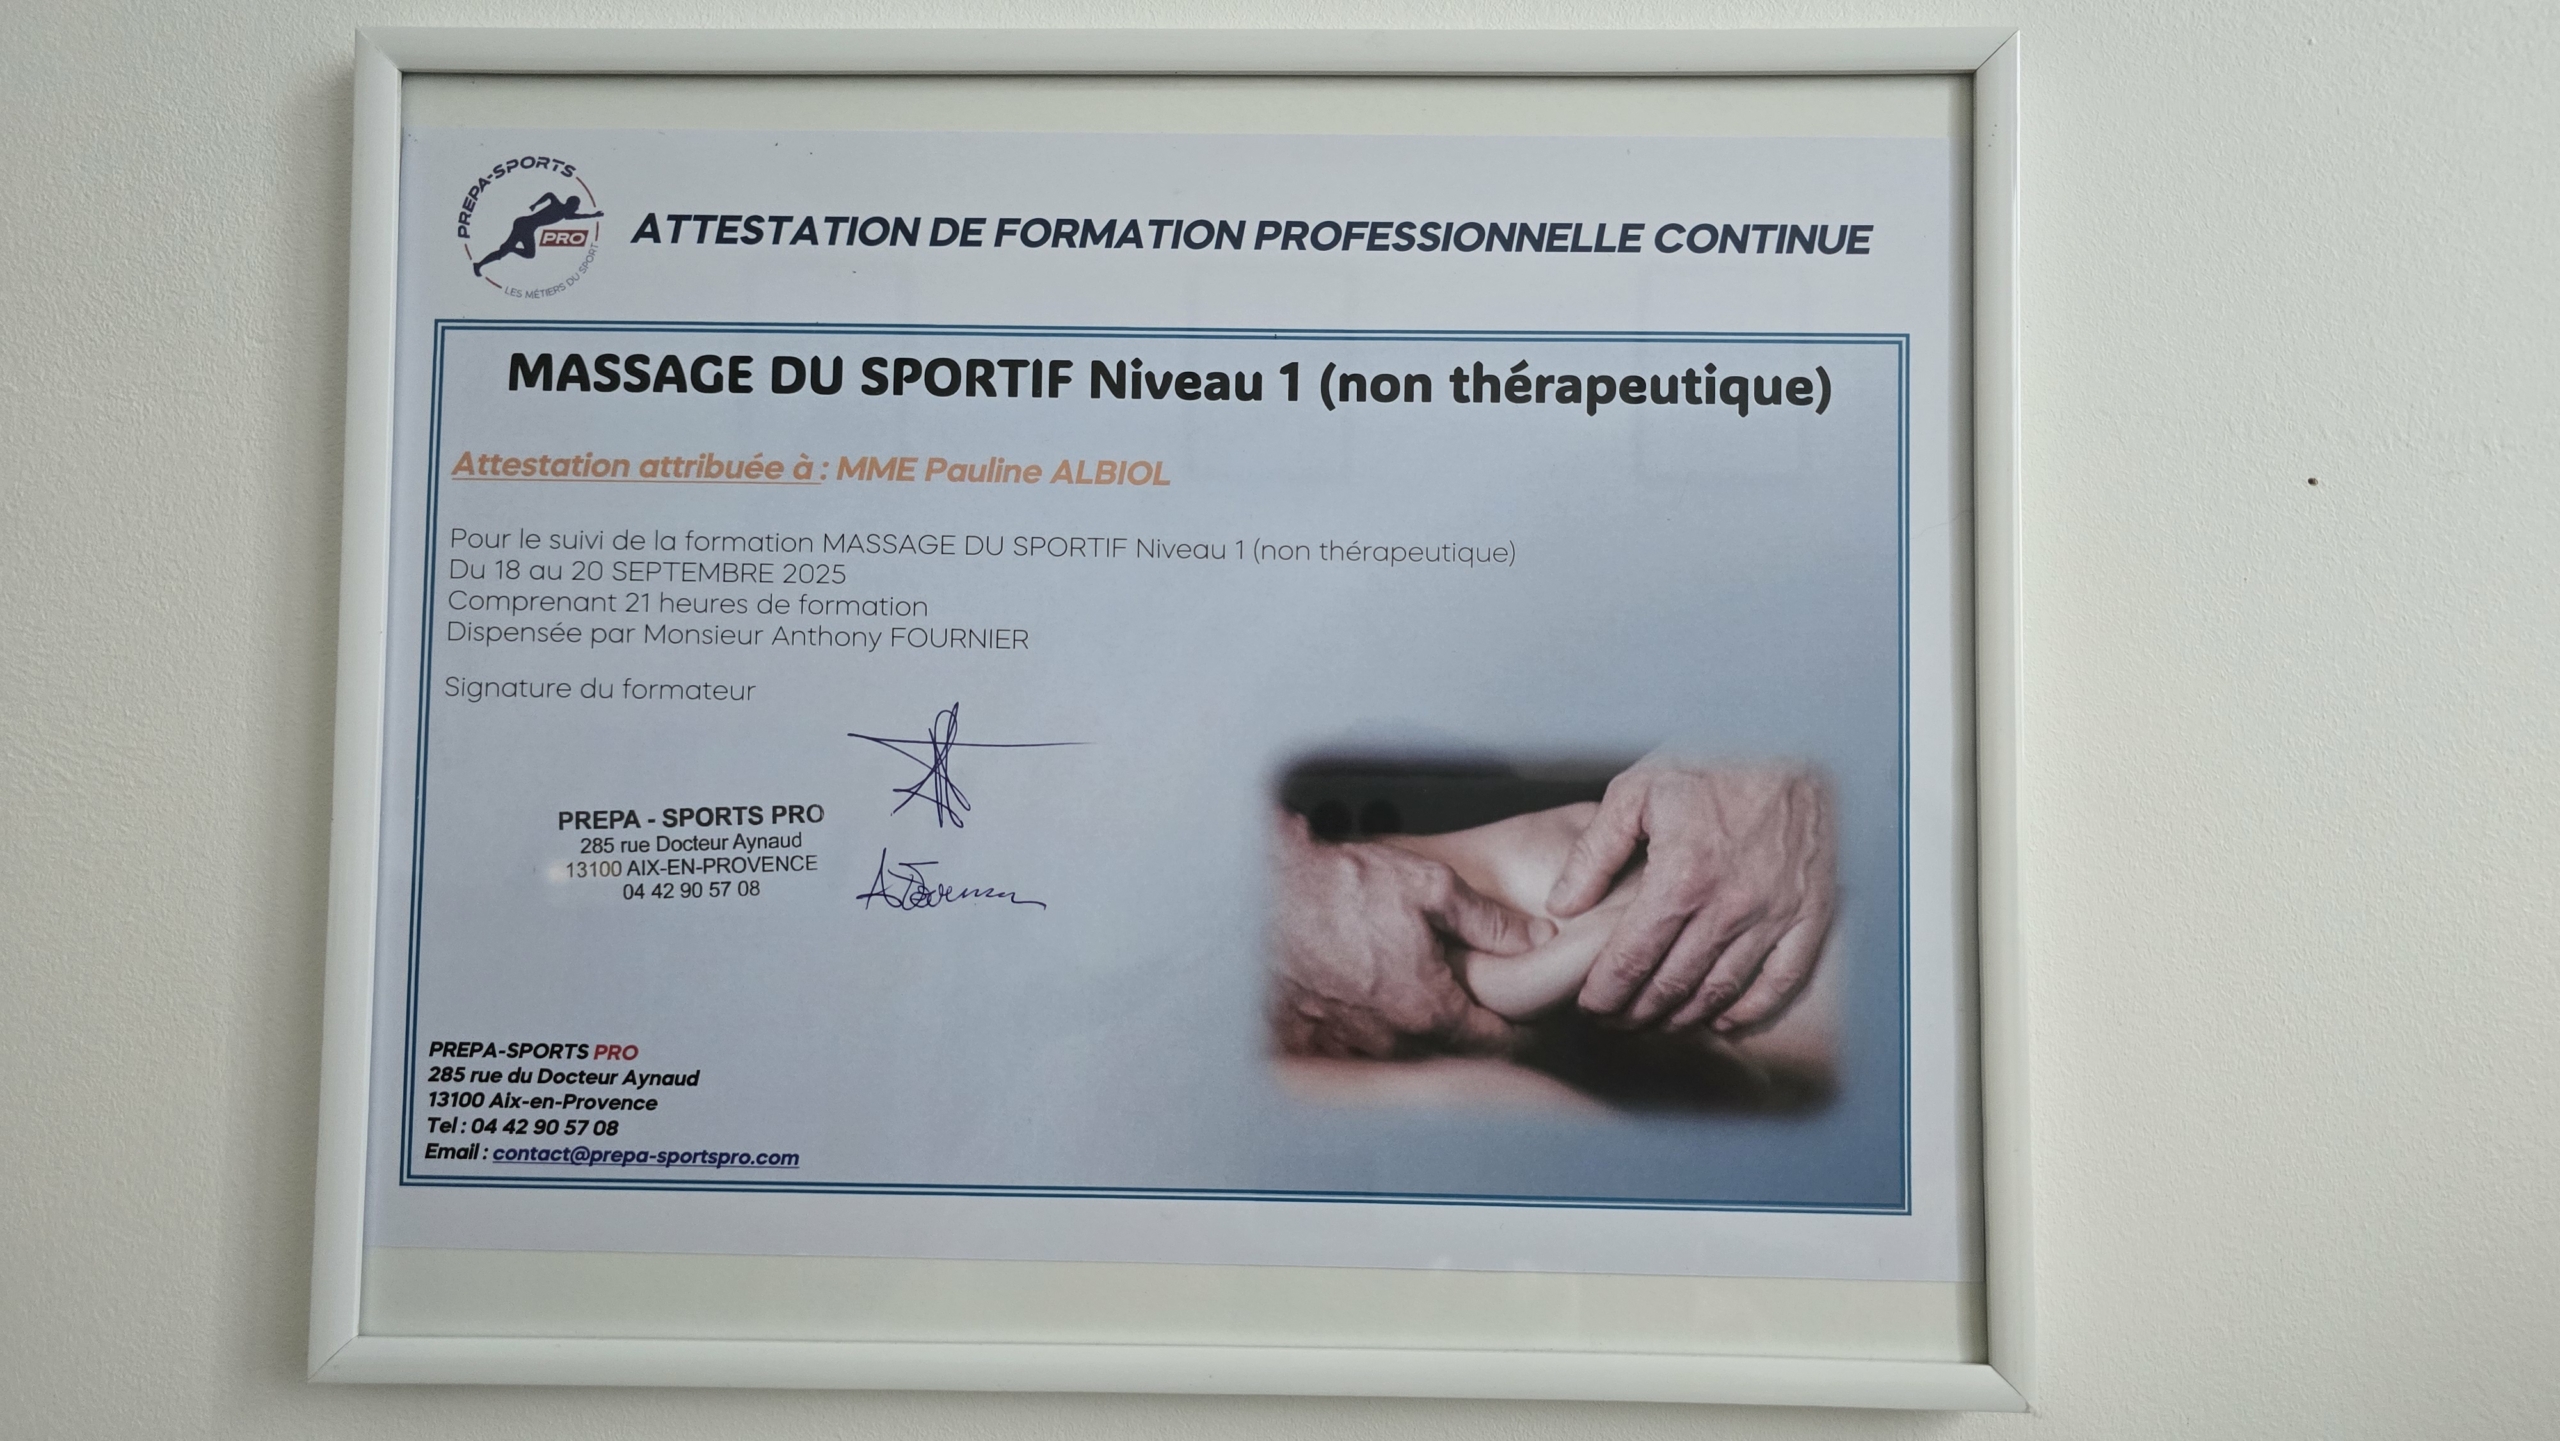 PREPA-SPORTS
PRO
LES MÉTIERS DU SPORT
ATTESTATION DE FORMATION PROFESSIONNELLE CONTINUE
MASSAGE DU SPORTIF Niveau 1 (non thérapeutique)
Attestation attribuée à : MME Pauline ALBIOL
Pour le suivi de la formation MASSAGE DU SPORTIF Niveau 1 (non thérapeutique)
Du 18 au 20 SEPTEMBRE 2025
Comprenant 21 heures de formation
Dispensée par Monsieur Anthony FOURNIER
Signature du formateur
PREPA - SPORTS PRO
285 rue Docteur Aynaud
13100 AIX-EN-PROVENCE
04 42 90 57 08
PREPA-SPORTS PRO
285 rue du Docteur Aynaud
13100 Aix-en-Provence
Tel : 04 42 90 57 08
Email : contact@prepa-sportspro.com